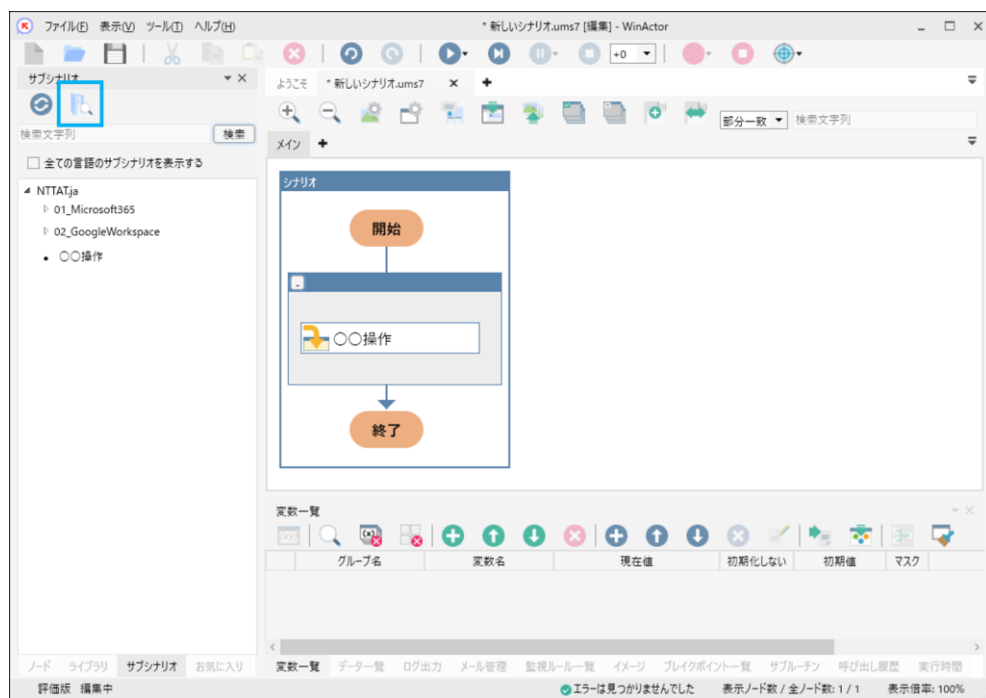 ファイル(F) 表示(V) ツール(T) ヘルプ(H)
* 新しいシナリオ.ums7 [編集] - WinActor
+0
サブシナリオ
ようこそ * 新しいシナリオ.ums7
検索文字列 検索
部分一致 検索文字列
メイン
全ての言語のサブシナリオを表示する
NTTAT.ja
01_Microsoft365
02_GoogleWorkspace
〇〇操作
シナリオ
開始
〇〇操作
終了
変数一覧
グループ名 変数名 現在値 初期化しない 初期値 マスク
ノード ライブラリ サブシナリオ お気に入り
変数一覧 データ一覧 ログ出力 メール管理 監視ルール一覧 イメージ ブレイクポイント一覧 サブルーチン 呼び出し履歴 実行時間
評価版 編集中
エラーは見つかりませんでした 表示ノード数 / 全ノード数: 1 / 1 表示倍率: 100%